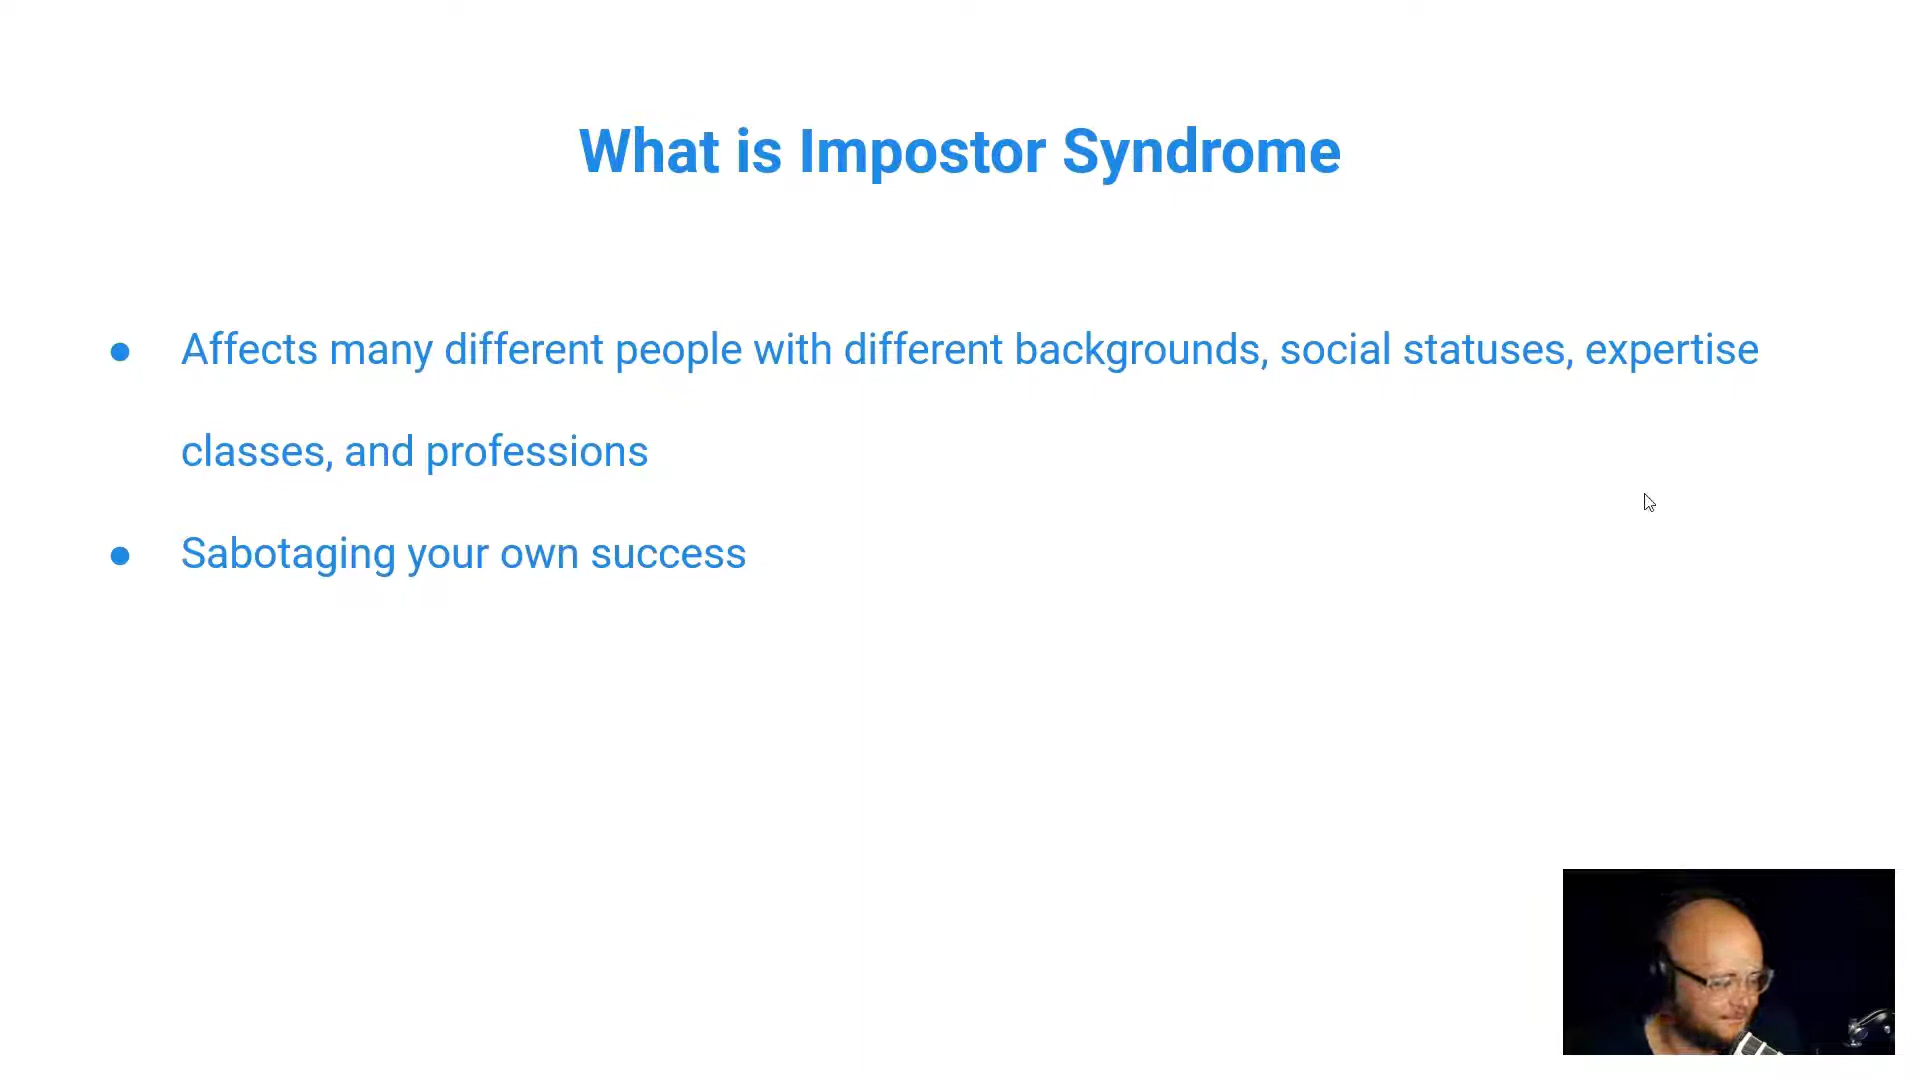 What is Impostor Syndrome
● Affects many different people with different backgrounds, social statuses, expertise
classes, and professions
● Sabotaging your own success